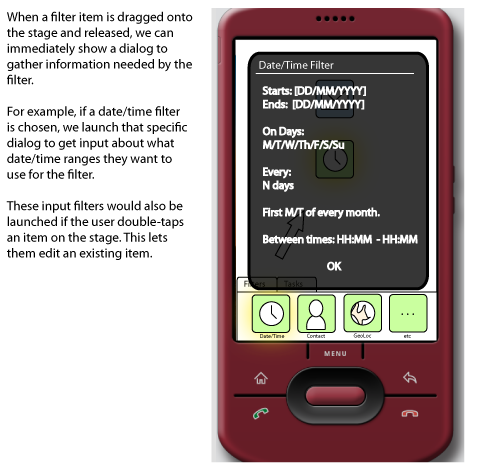 When a filter item is dragged onto
the stage and released, we can
immediately show a dialog to
gather information needed by the
filter.
For example, if a date/time filter
is chosen, we launch that specific
dialog to get input about what
date/time ranges they want to
use for the filter.
These input filters would also be
launched if the user double-taps
an item on the stage. This lets
them edit an existing item.
Date/Time Filter
Starts: [DD/MM/YYYY]
Ends: [DD/MM/YYYY]
On Days:
M/T/W/Th/F/S/Su
Every:
N days
First M/T of every month.
Between times: HH:MM - HH:MM
OK
Filters Tasks
Date/Time Contact GeoLoc etc
MENU